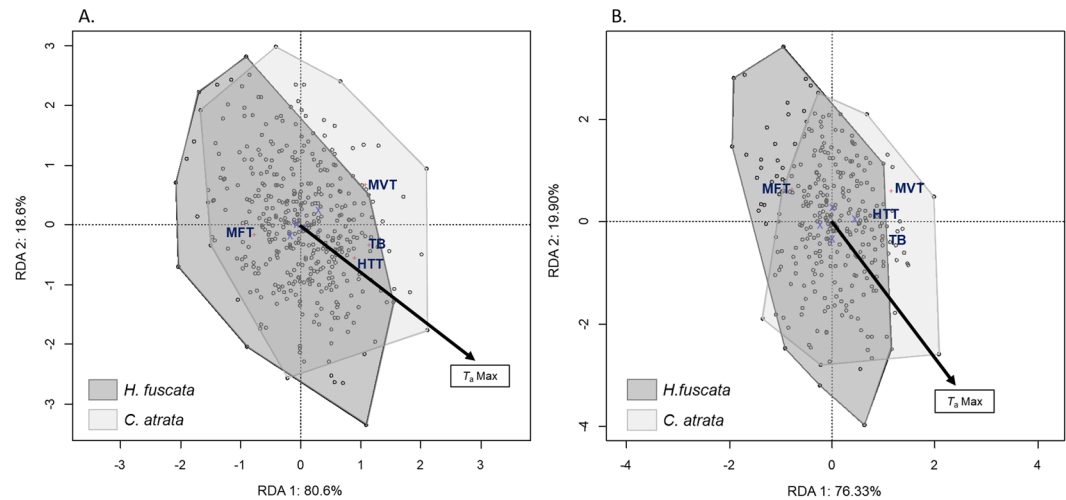 A.
3
2
1
0
-1
-2
-3
RDA 2: 18.6%
MVT
MFT
TB
HTT
Ta Max
H. fuscata
C. atrata
-3 -2 -1 0 1 2 3
RDA 1: 80.6%
B.
2
0
-2
-4
RDA 2: 19.90%
MFT
MVT
HTT
TB
Ta Max
H.fuscata
C. atrata
-4 -2 0 2 4
RDA 1: 76.33%